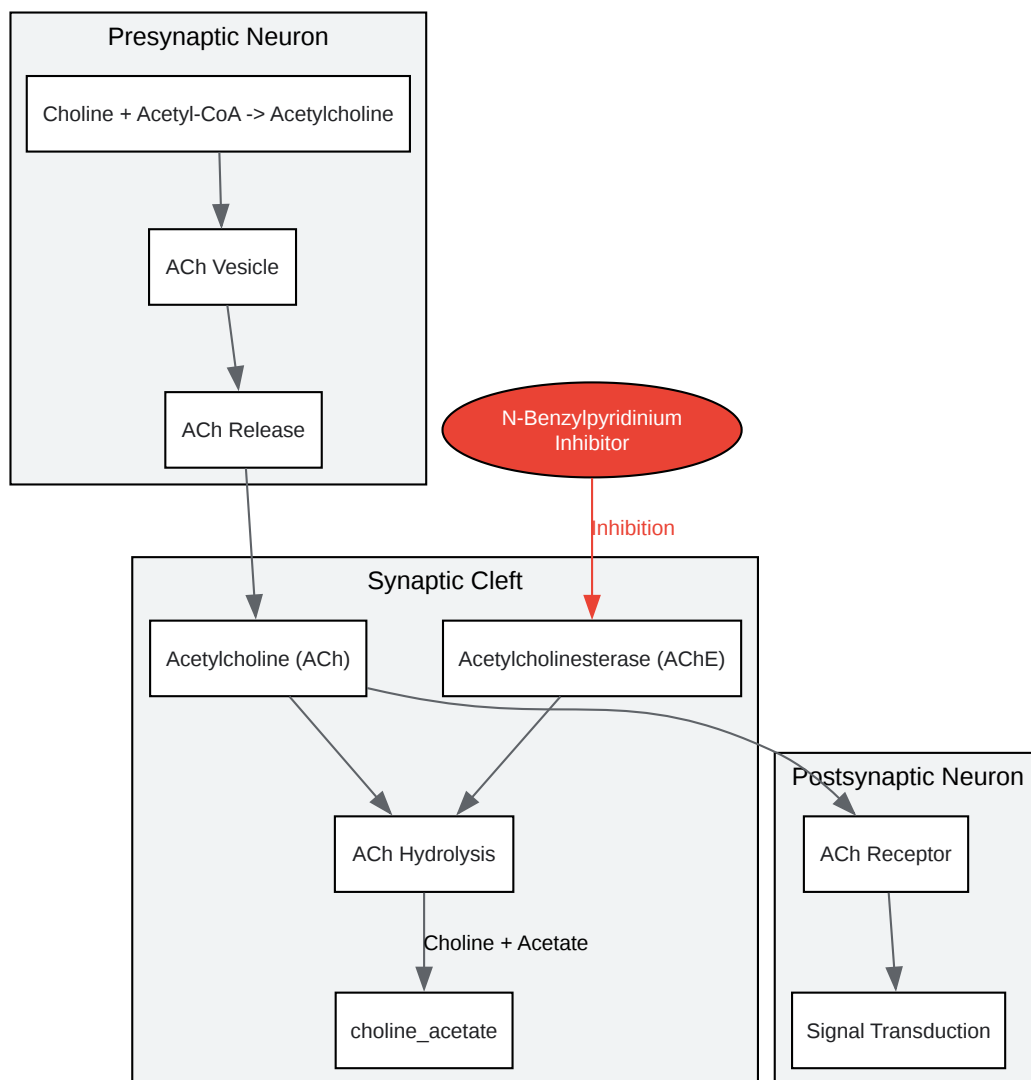 Presynaptic Neuron
Choline + Acetyl-CoA -> Acetylcholine
ACh Vesicle
ACh Release
N-Benzylpyridinium
Inhibitor
Inhibition
Synaptic Cleft
Acetylcholine (ACh)
Acetylcholinesterase (AChE)
Postsynaptic Neuron
ACh Hydrolysis
ACh Receptor
Choline + Acetate
choline_acetate
Signal Transduction